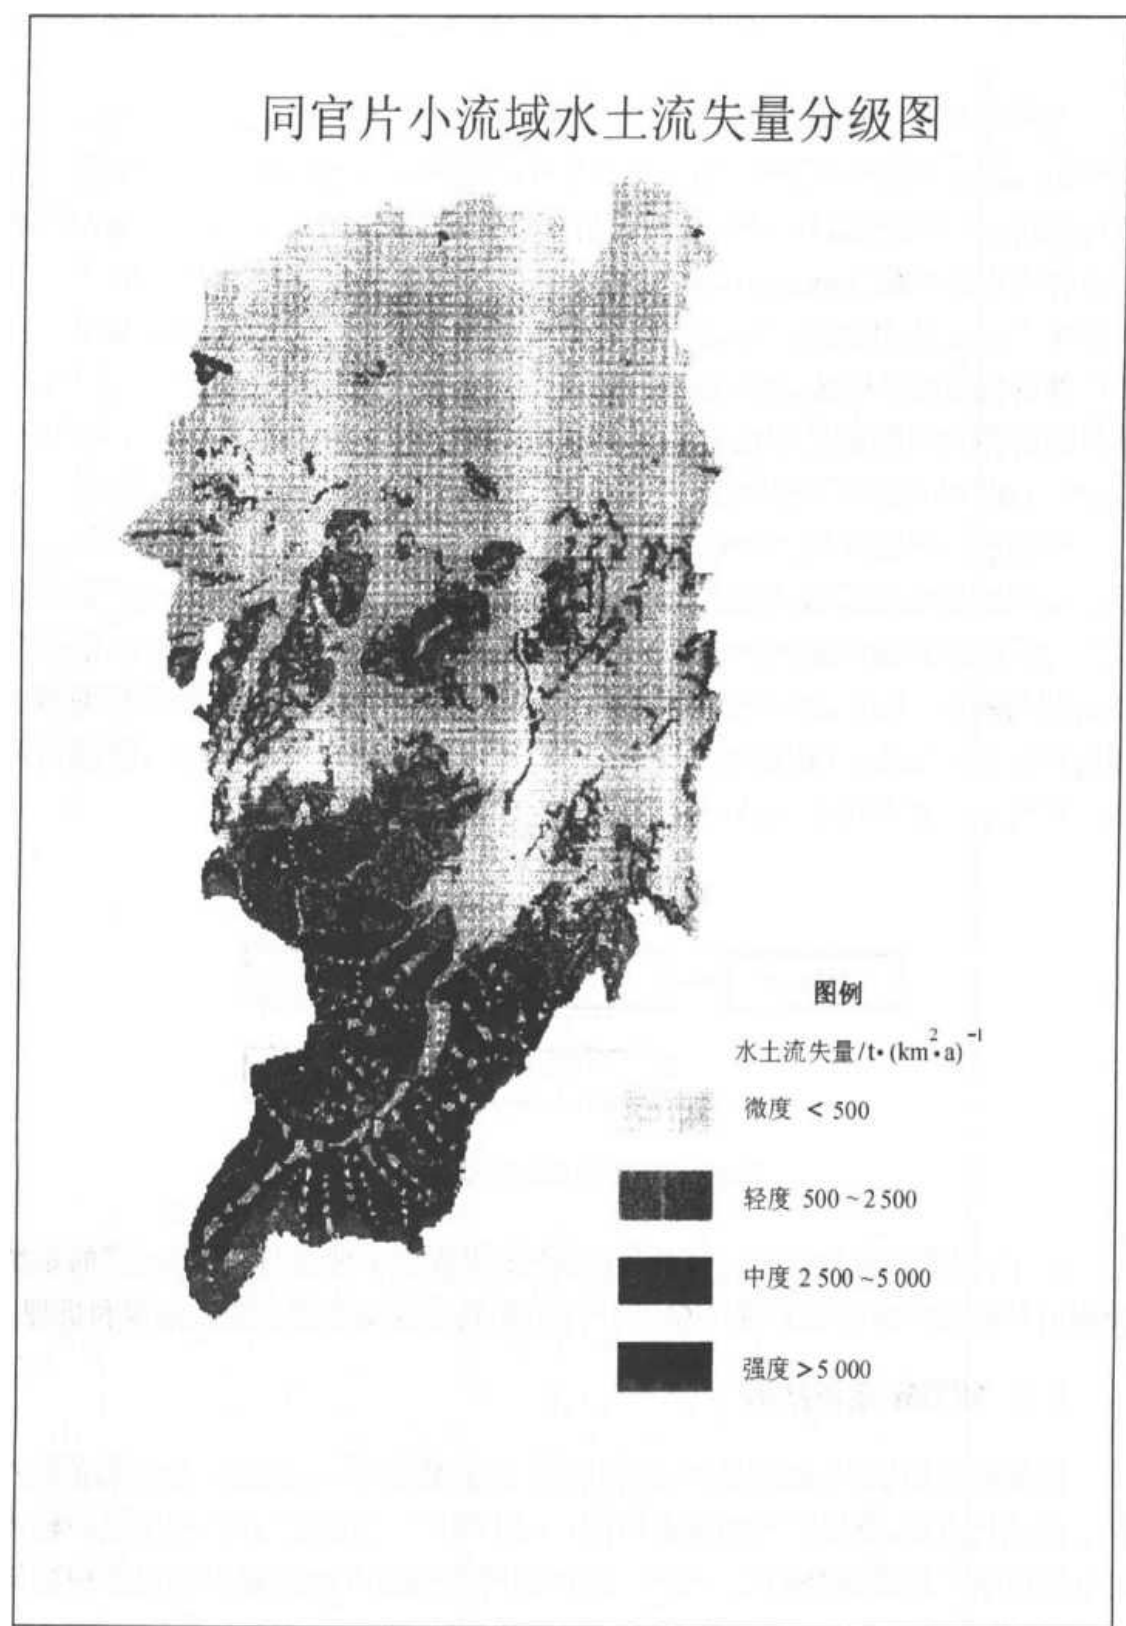 同官片小流域水土流失量分级图
图例
水土流失量/t•(km²•a)⁻¹
微度 < 500
轻度 500~2 500
中度 2 500~5 000
强度 > 5 000